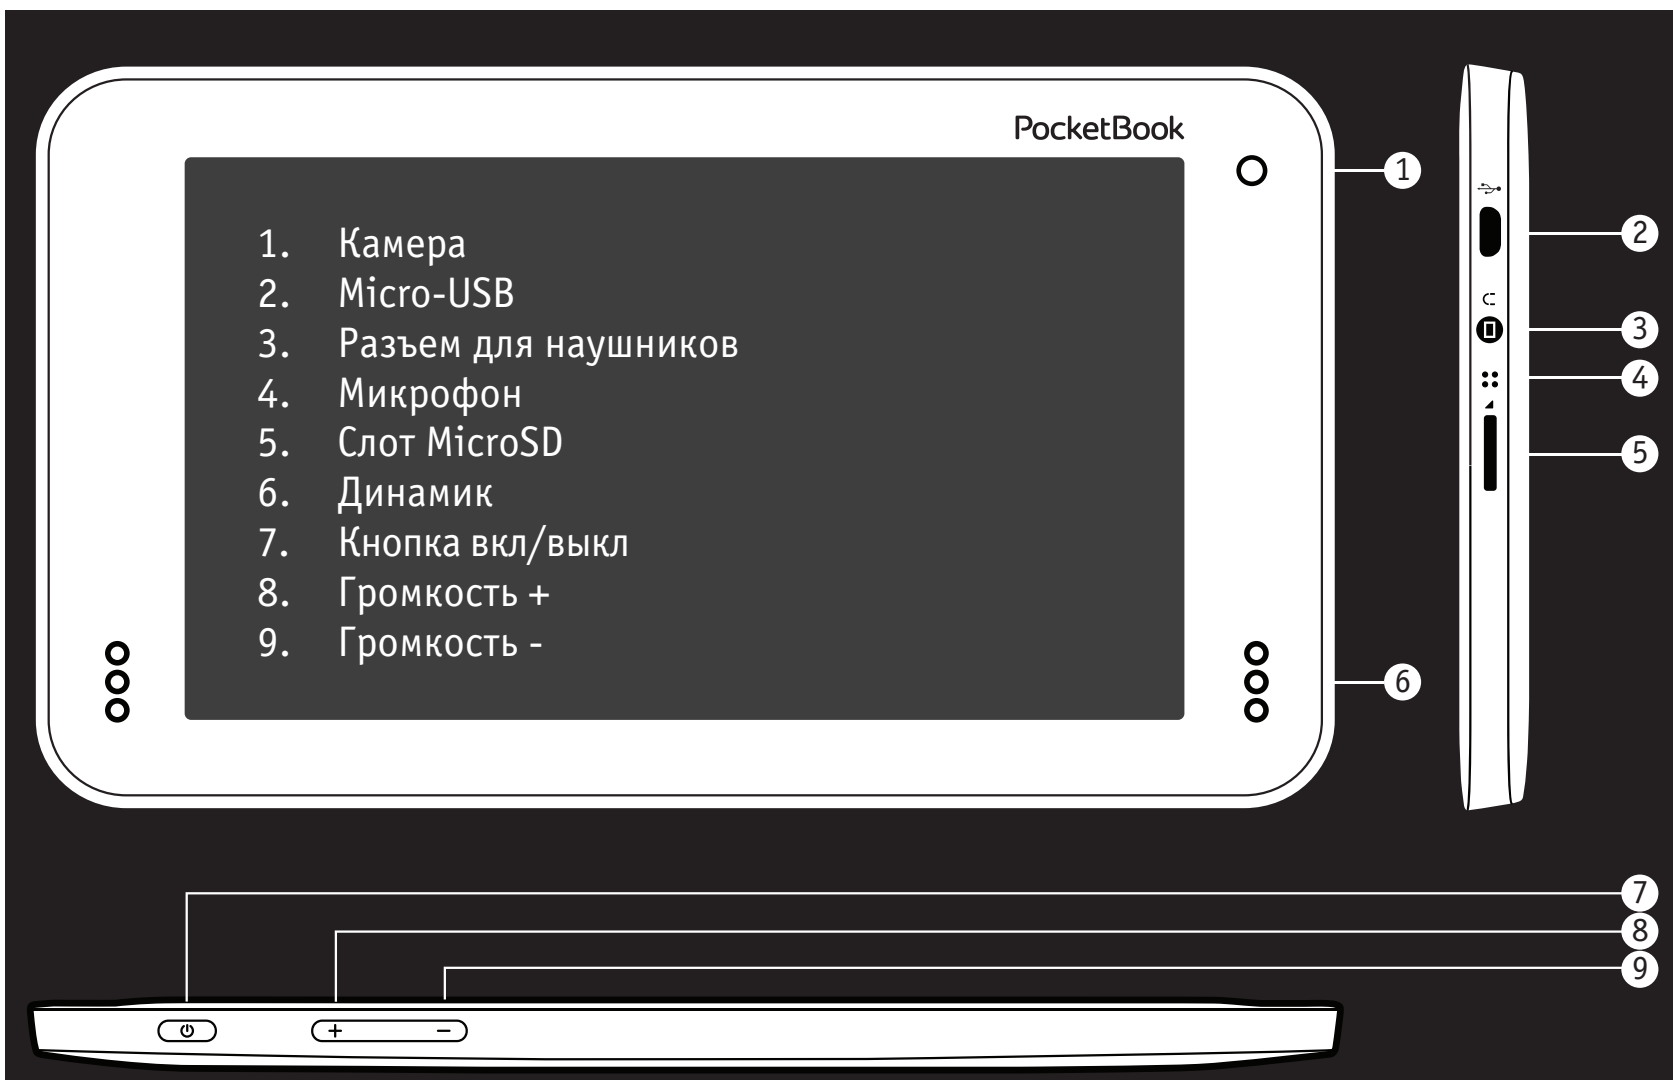 PocketBook
1. Камера
2. Micro-USB
3. Разъем для наушников
4. Микрофон
5. Слот MicroSD
6. Динамик
7. Кнопка вкл/выкл
8. Громкость +
9. Громкость -
1
2
3
4
5
6
7
8
9
+ −